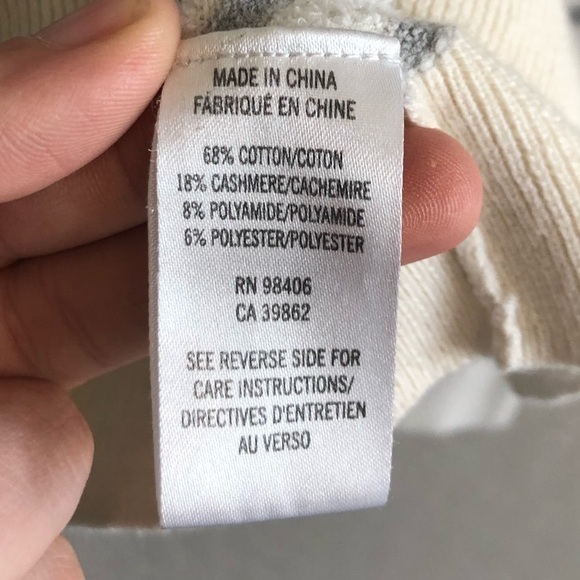 MADE IN CHINA
FABRIQUÉ EN CHINE
68% COTTON/COTON
18% CASHMERE/CACHEMIRE
8% POLYAMIDE/POLYAMIDE
6% POLYESTER/POLYESTER
RN 98406
CA 39862
SEE REVERSE SIDE FOR
CARE INSTRUCTIONS/
DIRECTIVES D'ENTRETIEN
AU VERSO